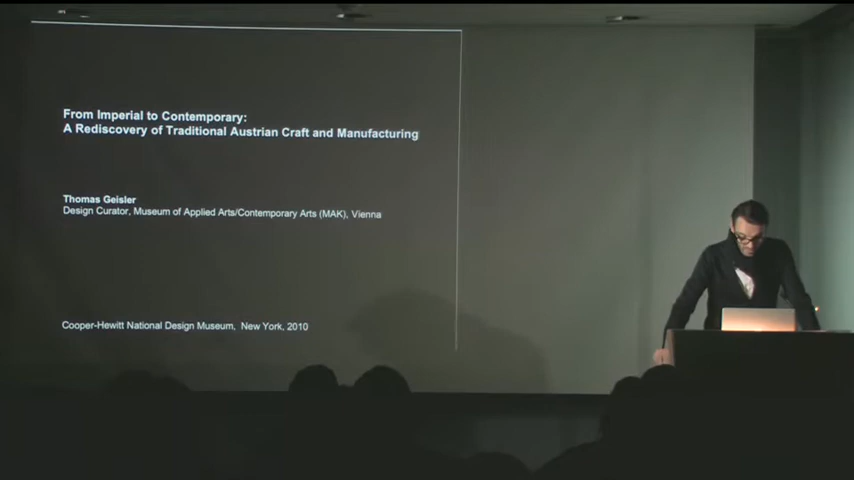 From Imperial to Contemporary:
A Rediscovery of Traditional Austrian Craft and Manufacturing
Thomas Geisler
Design Curator, Museum of Applied Arts/Contemporary Arts (MAK), Vienna
Cooper-Hewitt National Design Museum, New York, 2010